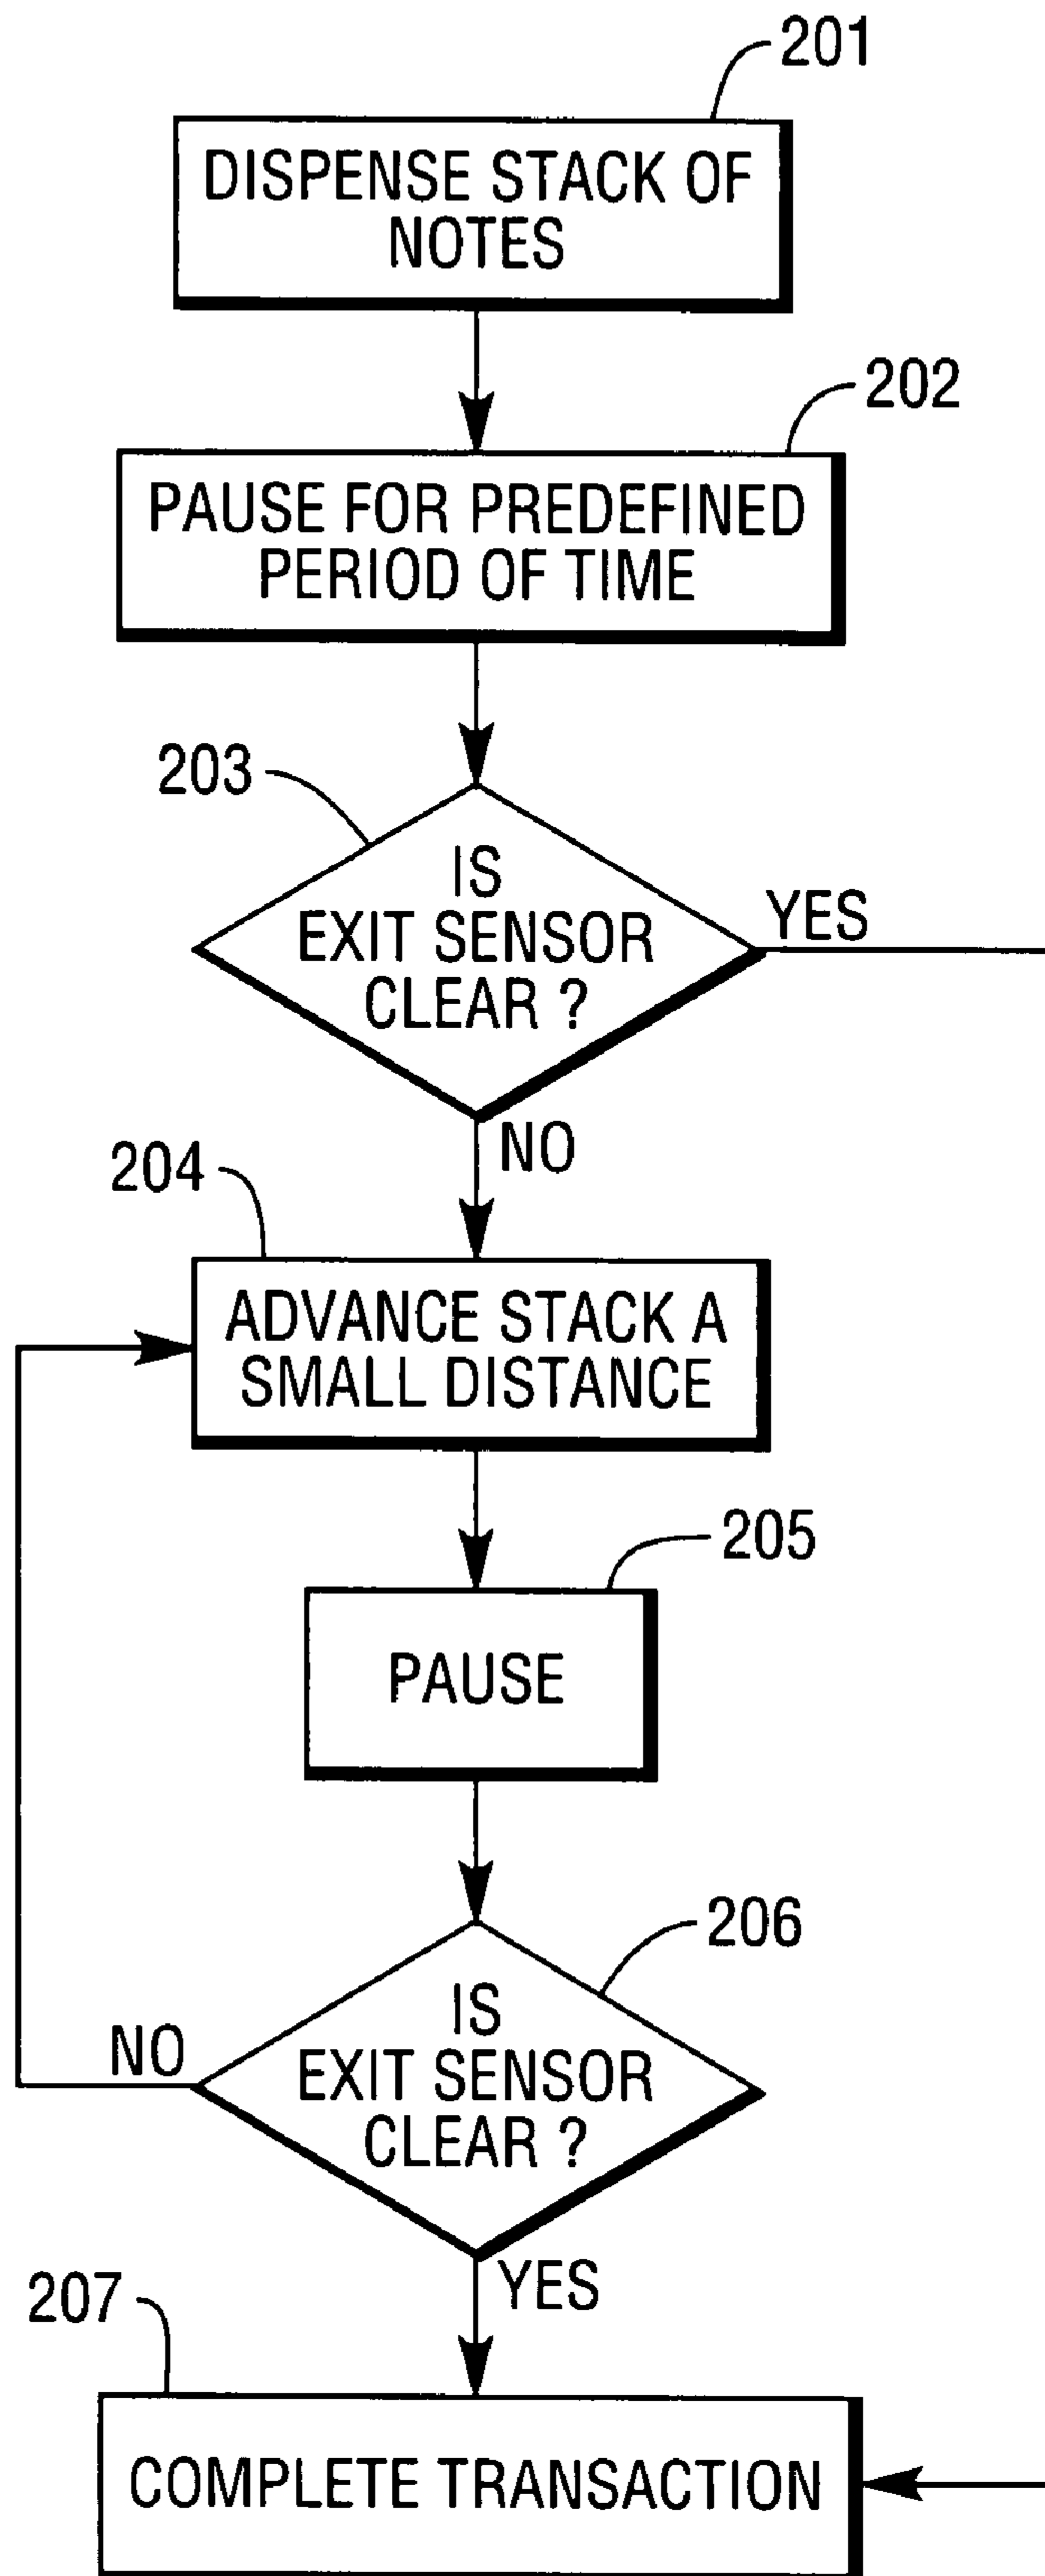 201
DISPENSE STACK OF
NOTES
202
PAUSE FOR PREDEFINED
PERIOD OF TIME
203
IS
EXIT SENSOR
CLEAR ?
YES
NO
204
ADVANCE STACK A
SMALL DISTANCE
205
PAUSE
206
IS
EXIT SENSOR
CLEAR ?
NO
YES
207
COMPLETE TRANSACTION